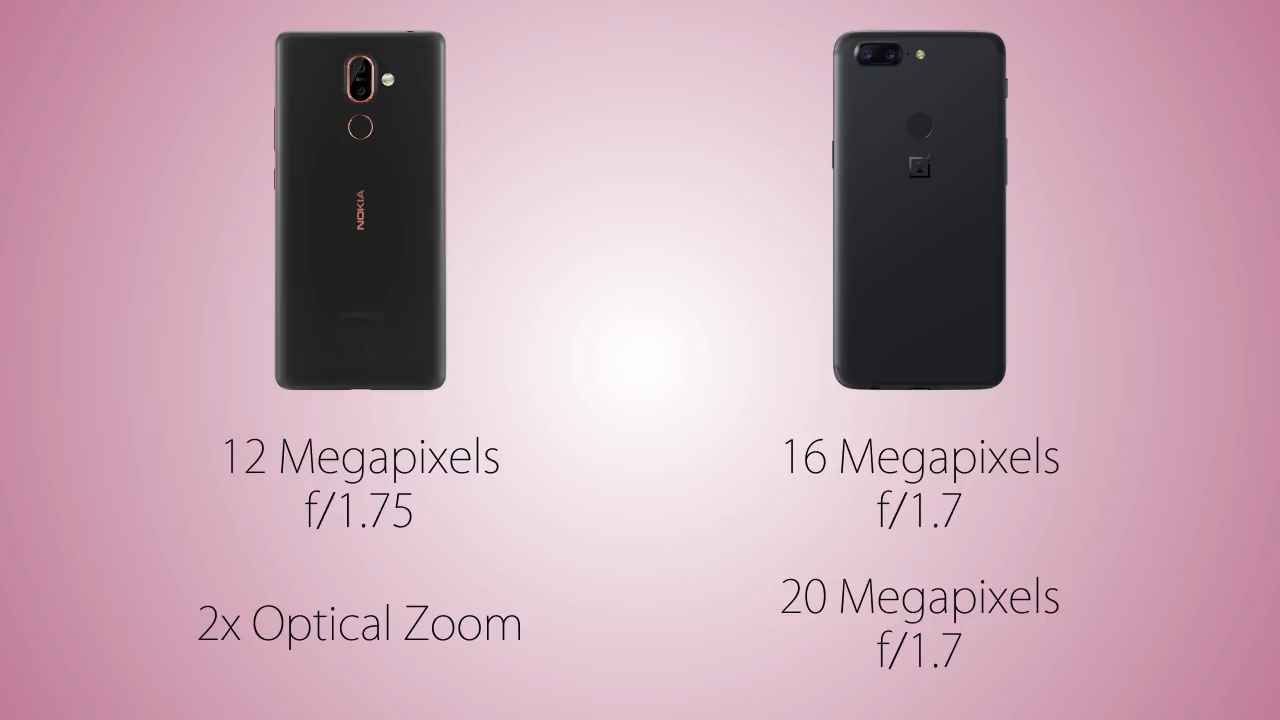 NOKIA
12 Megapixels
f/1.75
2x Optical Zoom
16 Megapixels
f/1.7
20 Megapixels
f/1.7